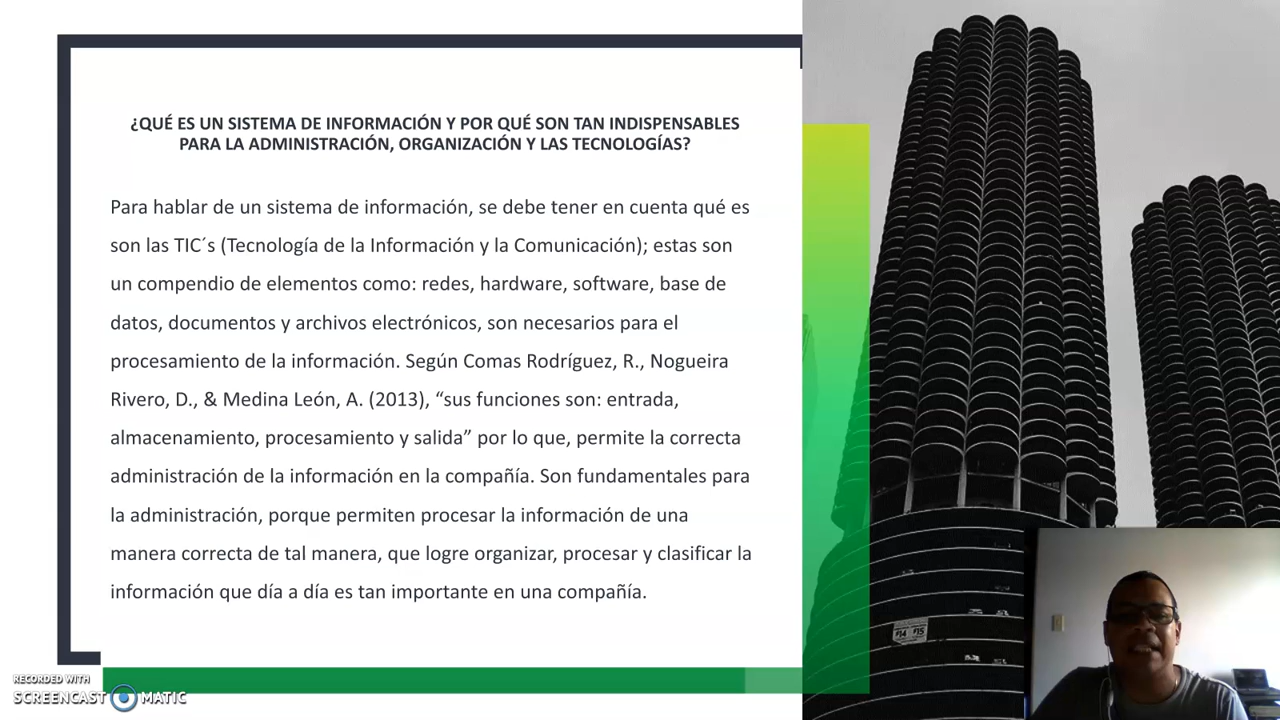 ¿QUÉ ES UN SISTEMA DE INFORMACIÓN Y POR QUÉ SON TAN INDISPENSABLES
PARA LA ADMINISTRACIÓN, ORGANIZACIÓN Y LAS TECNOLOGÍAS?
Para hablar de un sistema de información, se debe tener en cuenta qué es
son las TIC´s (Tecnología de la Información y la Comunicación); estas son
un compendio de elementos como: redes, hardware, software, base de
datos, documentos y archivos electrónicos, son necesarios para el
procesamiento de la información. Según Comas Rodríguez, R., Nogueira
Rivero, D., & Medina León, A. (2013), “sus funciones son: entrada,
almacenamiento, procesamiento y salida” por lo que, permite la correcta
administración de la información en la compañía. Son fundamentales para
la administración, porque permiten procesar la información de una
manera correcta de tal manera, que logre organizar, procesar y clasificar la
información que día a día es tan importante en una compañía.
RECORDED WITH
SCREENCAST MATIC